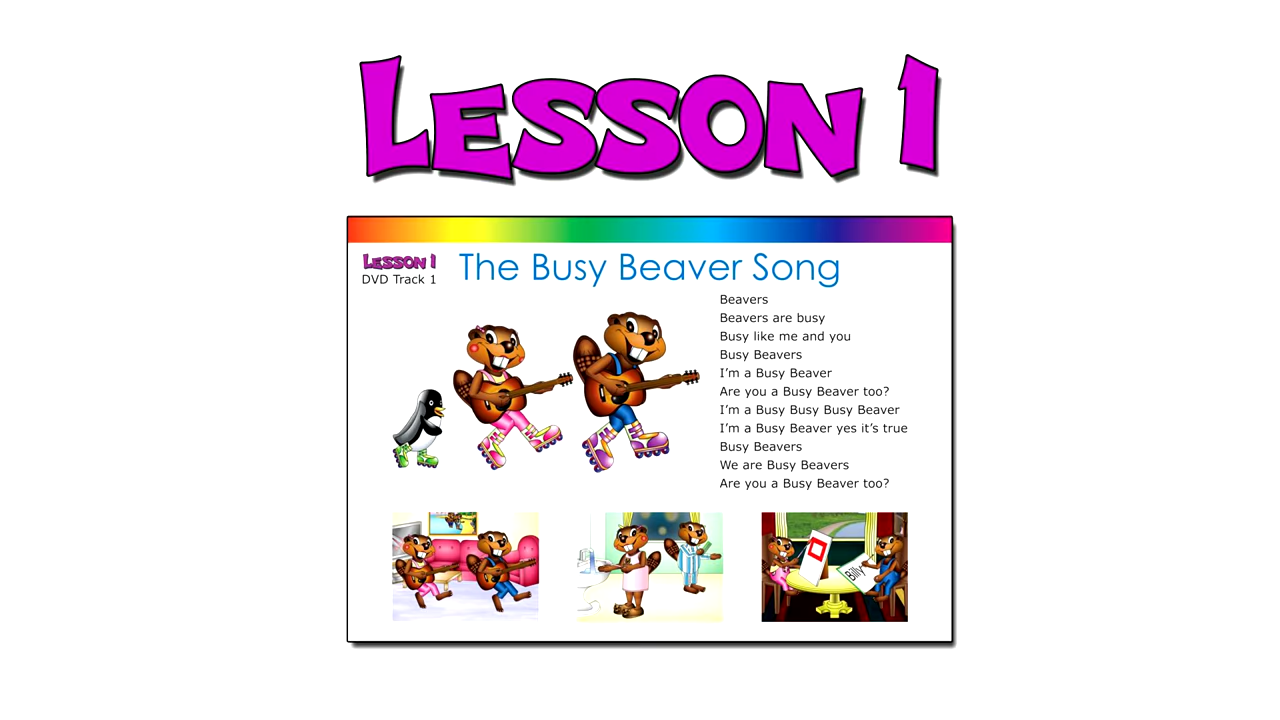 LESSON 1
LESSON 1
DVD Track 1
The Busy Beaver Song
Beavers
Beavers are busy
Busy like me and you
Busy Beavers
I'm a Busy Beaver
Are you a Busy Beaver too?
I'm a Busy Busy Busy Beaver
I'm a Busy Beaver yes it's true
Busy Beavers
We are Busy Beavers
Are you a Busy Beaver too?
Billy